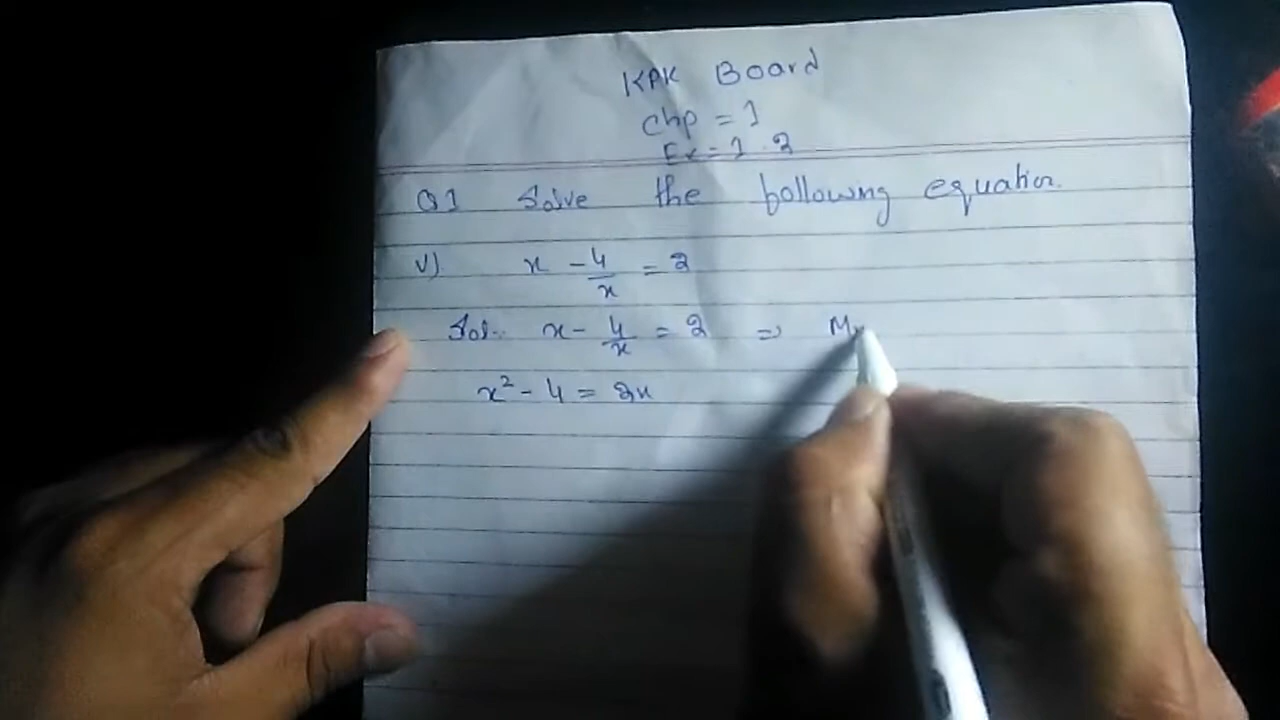 KPK Board
Chp = 1
Ex = 1.2
Q1 Solve the following equation.
V) x - 4/x = 2
Sol:- x - 4/x = 2 ⇒ Mu
x² - 4 = 2x